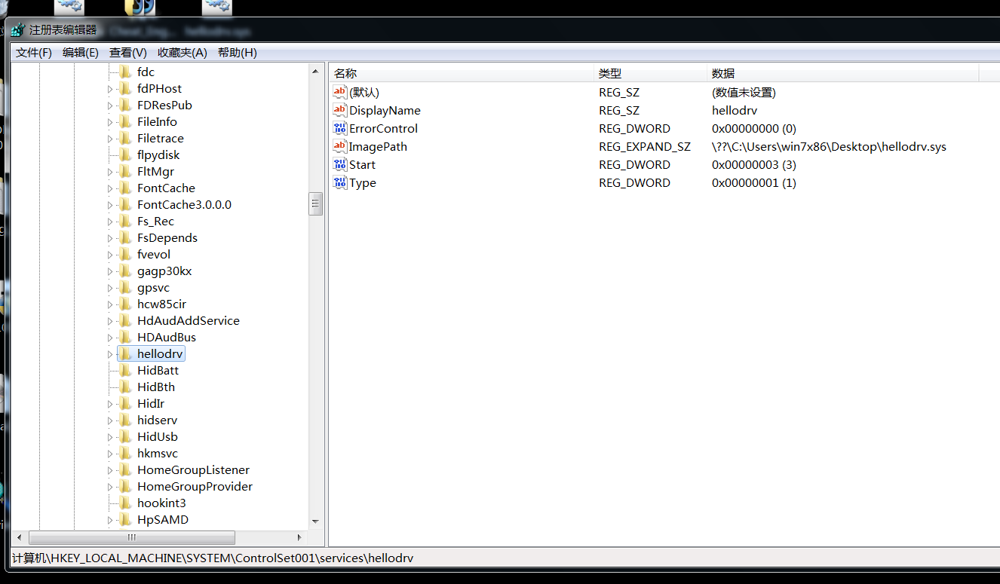 注册表编辑器
文件(F) 编辑(E) 查看(V) 收藏夹(A) 帮助(H)
fdc
fdPHost
FDResPub
FileInfo
Filetrace
flpydisk
FltMgr
FontCache
FontCache3.0.0.0
Fs_Rec
FsDepends
fvevol
gagp30kx
gpsvc
hcw85cir
HdAudAddService
HDAudBus
hellodrv
HidBatt
HidBth
HidIr
hidserv
HidUsb
hkmsvc
HomeGroupListener
HomeGroupProvider
hookint3
HpSAMD
名称 类型 数据
(默认) REG_SZ (数值未设置)
DisplayName REG_SZ hellodrv
ErrorControl REG_DWORD 0x00000000 (0)
ImagePath REG_EXPAND_SZ \??\C:\Users\win7x86\Desktop\hellodrv.sys
Start REG_DWORD 0x00000003 (3)
Type REG_DWORD 0x00000001 (1)
计算机\HKEY_LOCAL_MACHINE\SYSTEM\ControlSet001\services\hellodrv